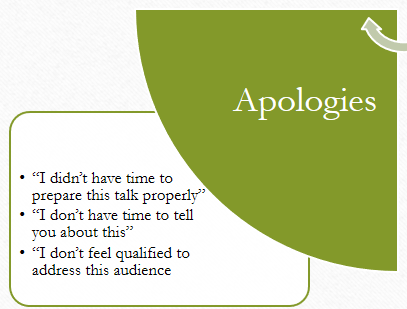 Apologies
• “I didn’t have time to
prepare this talk properly”
• “I don’t have time to tell
you about this”
• “I don’t feel qualified to
address this audience